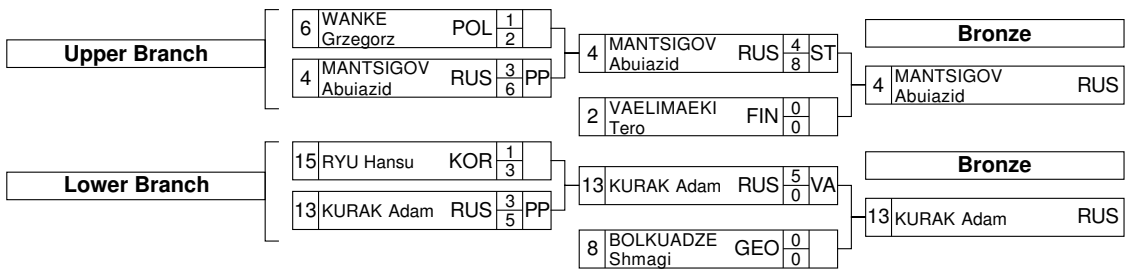 Upper Branch
6 WANKE Grzegorz POL 1 2
4 MANTSIGOV Abuiazid RUS 3 6 PP
4 MANTSIGOV Abuiazid RUS 4 8 ST
2 VAELIMAEKI Tero FIN 0 0
Bronze
4 MANTSIGOV Abuiazid RUS
Lower Branch
15 RYU Hansu KOR 1 3
13 KURAK Adam RUS 3 5 PP
13 KURAK Adam RUS 5 0 VA
8 BOLKUADZE Shmagi GEO 0 0
Bronze
13 KURAK Adam RUS